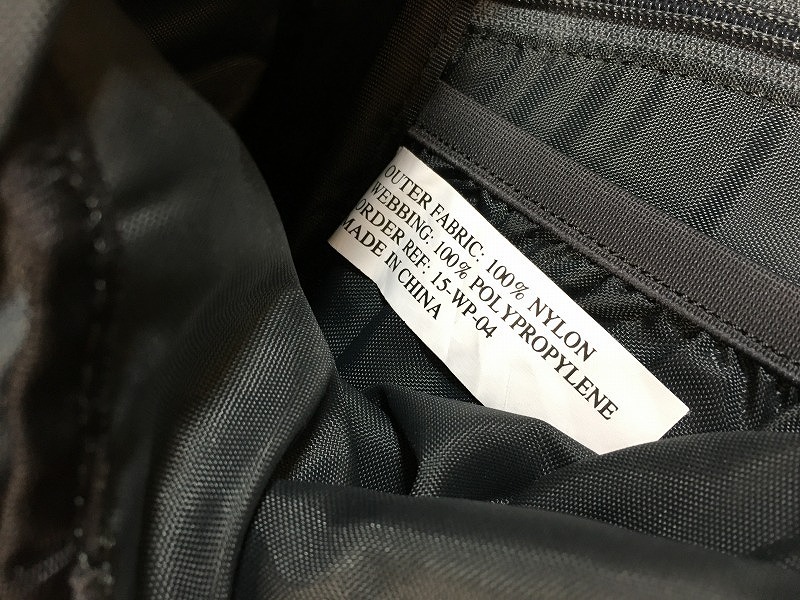 OUTER FABRIC: 100% NYLON
WEBBING: 100% POLYPROPYLENE
ORDER REF: 15-WP-04
MADE IN CHINA